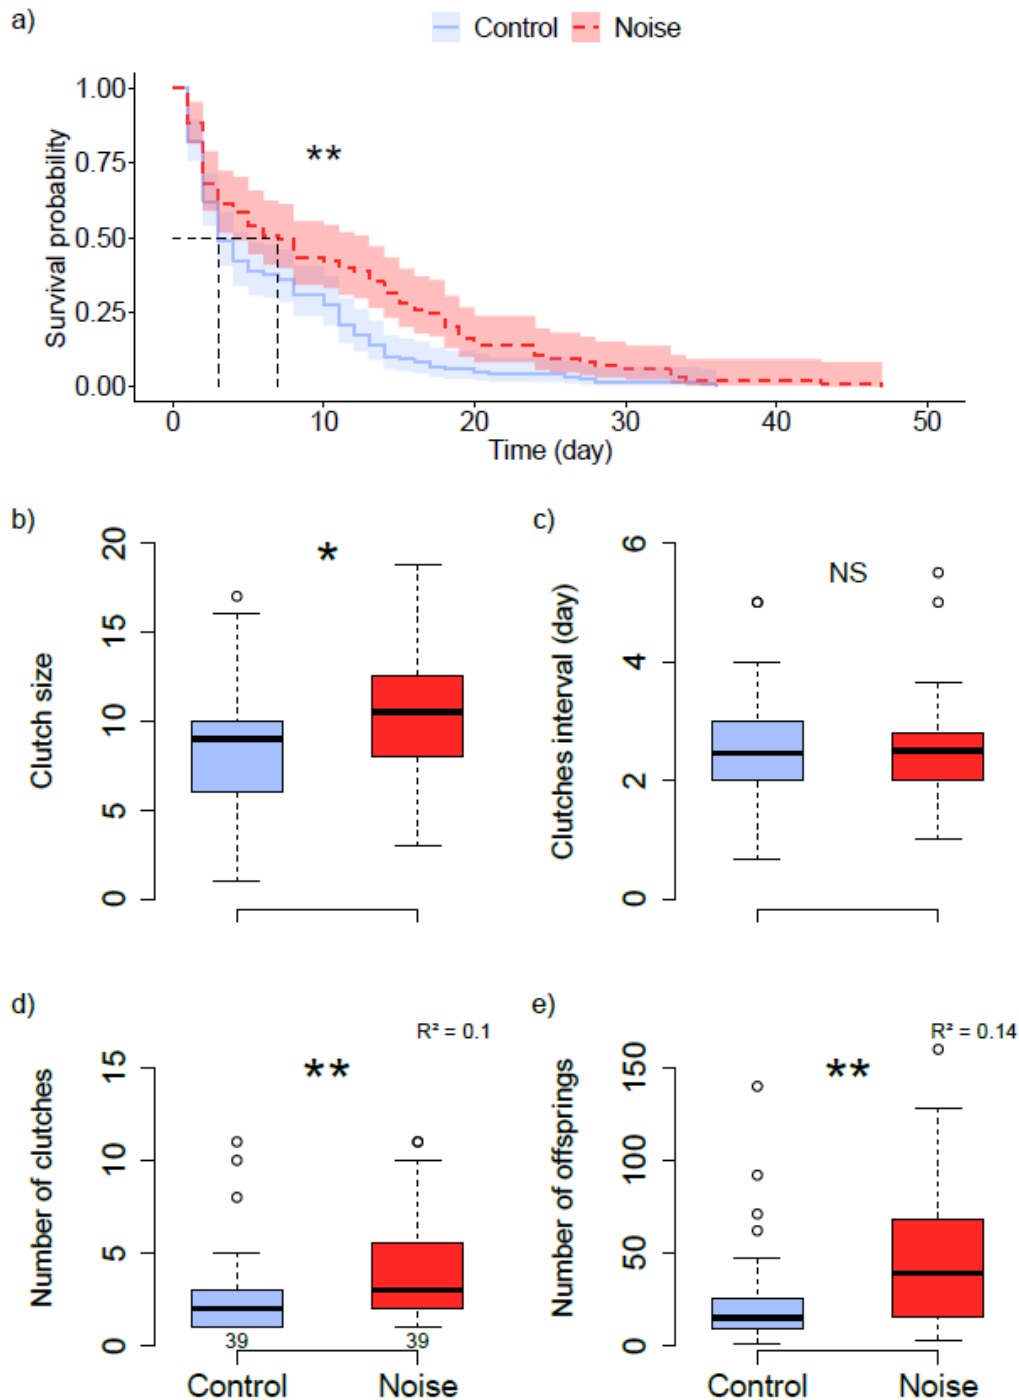 a)
Control Noise
Survival probability
1.00
0.75
0.50
0.25
0.00
**
0 10 20 30 40 50
Time (day)
b)
Clutch size
20
15
10
5
0
*
c)
Clutches interval (day)
6
4
2
0
NS
d)
R² = 0.1
Number of clutches
15
10
5
0
**
39 39
Control Noise
e)
R² = 0.14
Number of offsprings
150
100
50
0
**
Control Noise